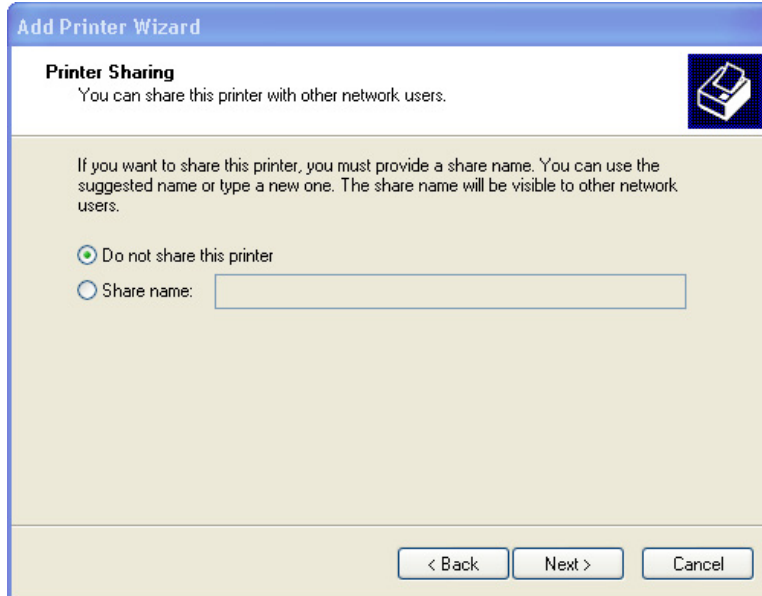 Add Printer Wizard
Printer Sharing
You can share this printer with other network users.
If you want to share this printer, you must provide a share name. You can use the
suggested name or type a new one. The share name will be visible to other network
users.
Do not share this printer
Share name:
< Back Next > Cancel